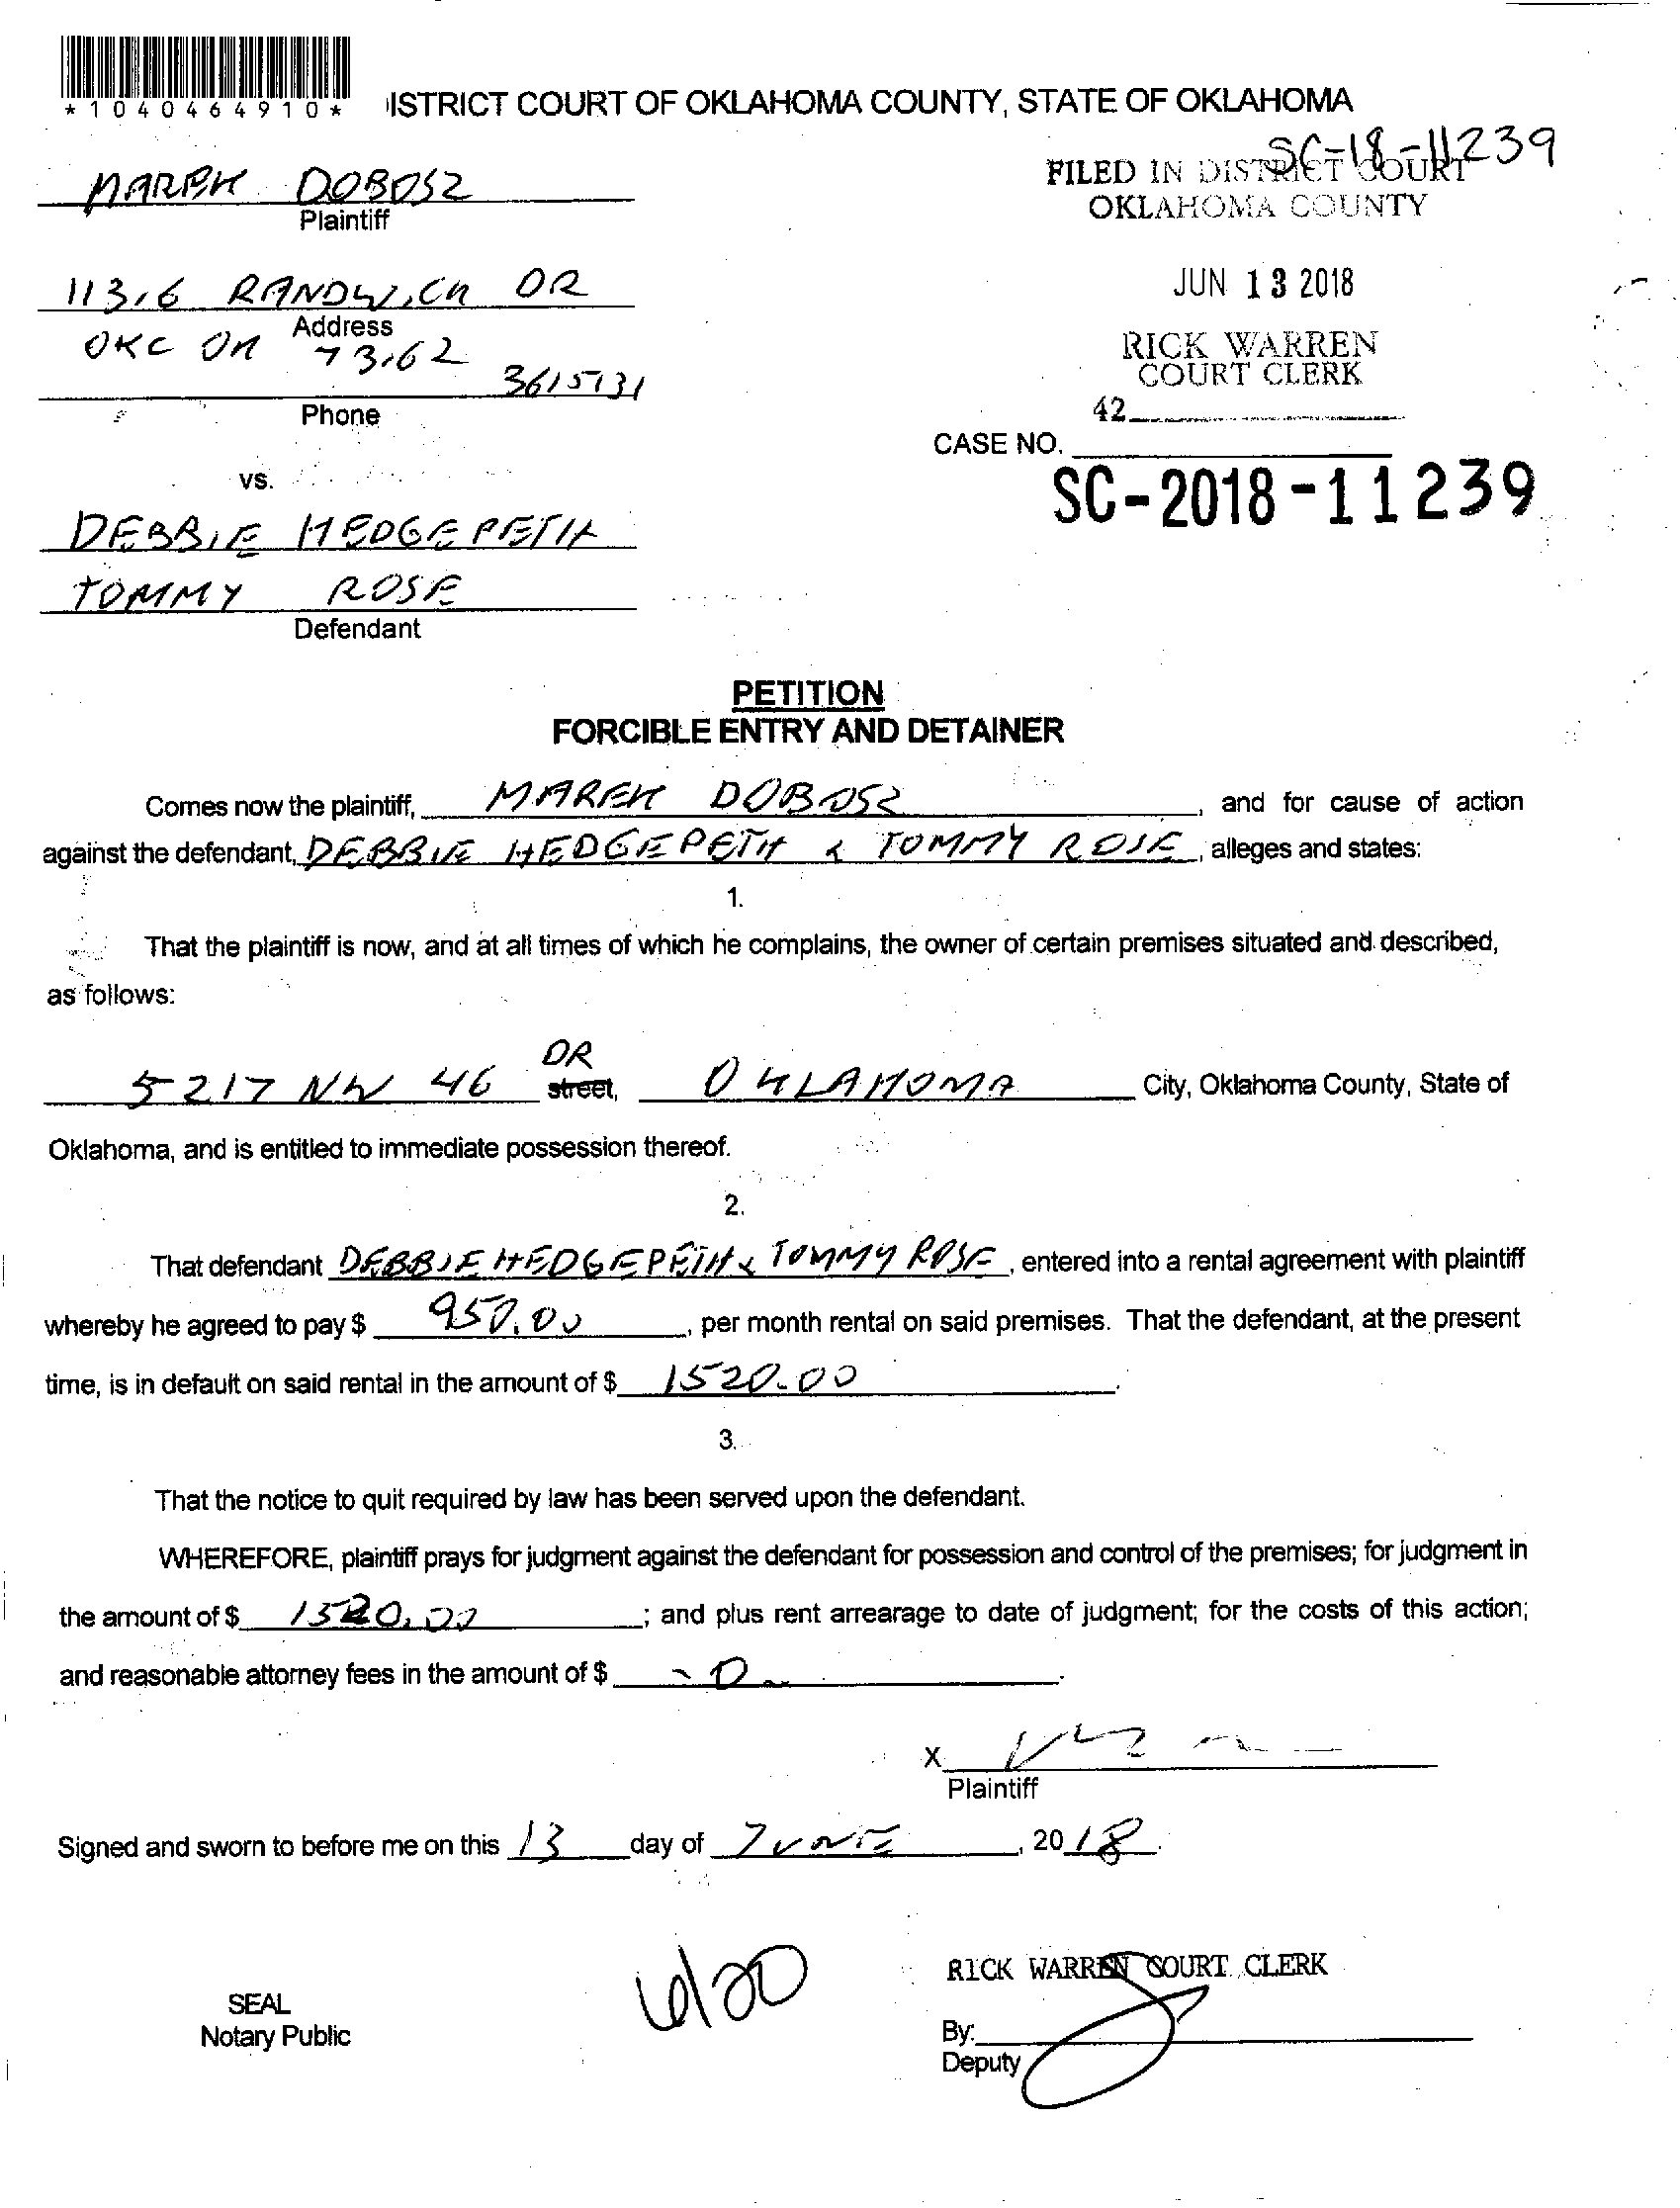 *1040464910*
ISTRICT COURT OF OKLAHOMA COUNTY, STATE OF OKLAHOMA
SC-18-11239
FILED IN DISTRICT COURT
OKLAHOMA COUNTY
MAREK DOBOSZ
Plaintiff
JUN 13 2018
11316 RANDWICK DR
Address
RICK WARREN
COURT CLERK
OKC OK 73162
3615131
Phone
42
CASE NO.
SC-2018-11239
vs.
DEBBIE HEDGEPETH
TOMMY ROSE
Defendant
PETITION
FORCIBLE ENTRY AND DETAINER
Comes now the plaintiff, MAREK DOBOSZ, and for cause of action
against the defendant, DEBBIE HEDGEPETH & TOMMY ROSE, alleges and states:
1.
That the plaintiff is now, and at all times of which he complains, the owner of certain premises situated and described,
as follows:
5217 NW 46 DR street, OKLAHOMA City, Oklahoma County, State of
Oklahoma, and is entitled to immediate possession thereof.
2.
That defendant DEBBIE HEDGEPETH & TOMMY ROSE, entered into a rental agreement with plaintiff
whereby he agreed to pay $ 950.00, per month rental on said premises. That the defendant, at the present
time, is in default on said rental in the amount of $ 1520.00.
3.
That the notice to quit required by law has been served upon the defendant.
WHEREFORE, plaintiff prays for judgment against the defendant for possession and control of the premises; for judgment in
the amount of $ 1520.00; and plus rent arrearage to date of judgment; for the costs of this action;
and reasonable attorney fees in the amount of $ -0-.
X
Plaintiff
Signed and sworn to before me on this 13 day of JUNE, 2018.
6/20
RICK WARREN COURT CLERK
SEAL
Notary Public
By:
Deputy